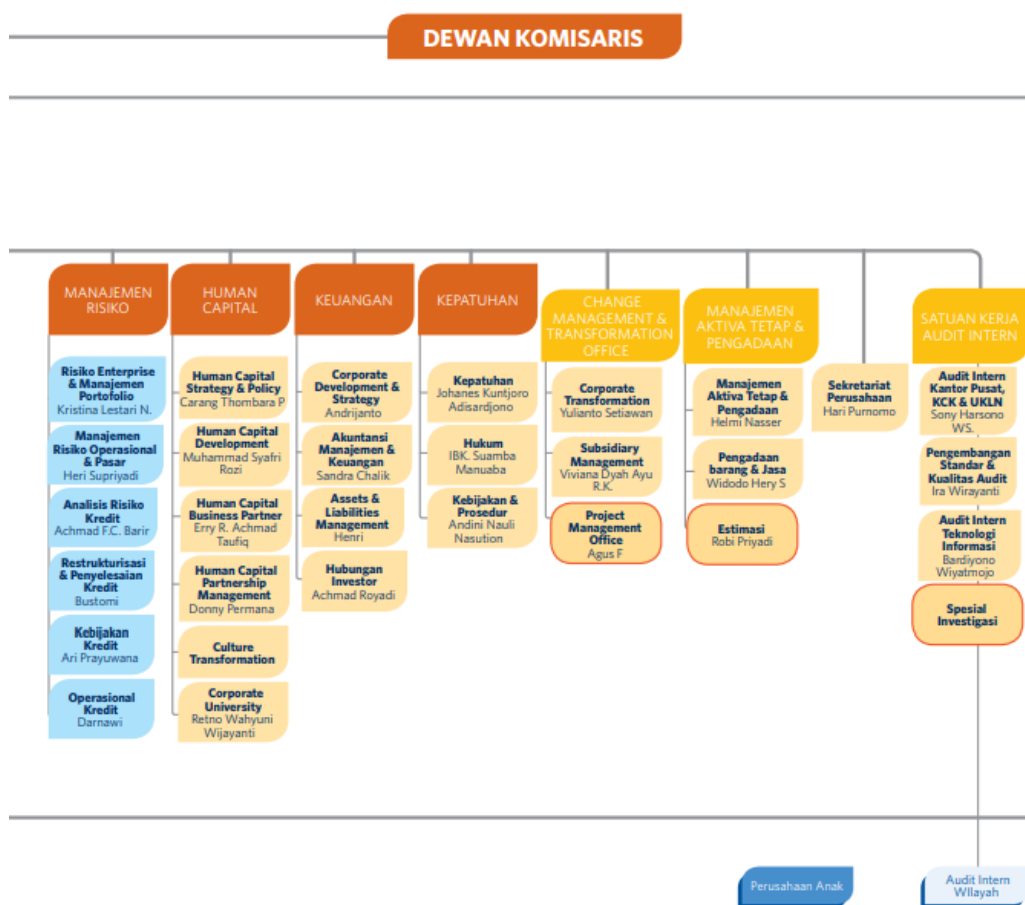 DEWAN KOMISARIS
MANAJEMEN
RISIKO
Risiko Enterprise
& Manajemen
Portofolio
Kristina Lestari N.
Manajemen
Risiko Operasional
& Pasar
Heri Supriyadi
Analisis Risiko
Kredit
Achmad F.C. Barir
Restrukturisasi
& Penyelesaian
Kredit
Bustomi
Kebijakan
Kredit
Ari Prayuwana
Operasional
Kredit
Darnawi
HUMAN
CAPITAL
Human Capital
Strategy & Policy
Carang Thombara P
Human Capital
Development
Muhammad Syafri
Rozi
Human Capital
Business Partner
Erry R. Achmad
Taufiq
Human Capital
Partnership
Management
Donny Permana
Culture
Transformation
Corporate
University
Retno Wahyuni
Wijayanti
KEUANGAN
Corporate
Development &
Strategy
Andrijanto
Akuntansi
Manajemen &
Keuangan
Sandra Chalik
Assets &
Liabilities
Management
Henri
Hubungan
Investor
Achmad Royadi
KEPATUHAN
Kepatuhan
Johanes Kuntjoro
Adisardjono
Hukum
IBK. Suamba
Manuaba
Kebijakan &
Prosedur
Andini Nauli
Nasution
CHANGE
MANAGEMENT &
TRANSFORMATION
OFFICE
Corporate
Transformation
Yulianto Setiawan
Subsidiary
Management
Viviana Dyah Ayu
R.K.
Project
Management
Office
Agus F
MANAJEMEN
AKTIVA TETAP &
PENGADAAN
Manajemen
Aktiva Tetap &
Pengadaan
Helmi Nasser
Pengadaan
barang & Jasa
Widodo Hery S
Estimasi
Robi Priyadi
Sekretariat
Perusahaan
Hari Purnomo
SATUAN KERJA
AUDIT INTERN
Audit Intern
Kantor Pusat,
KCK & UKLN
Sony Harsono
WS.
Pengembangan
Standar &
Kualitas Audit
Ira Wirayanti
Audit Intern
Teknologi
Informasi
Bardiyono
Wiyatmojo
Spesial
Investigasi
Perusahaan Anak
Audit Intern
WIlayah